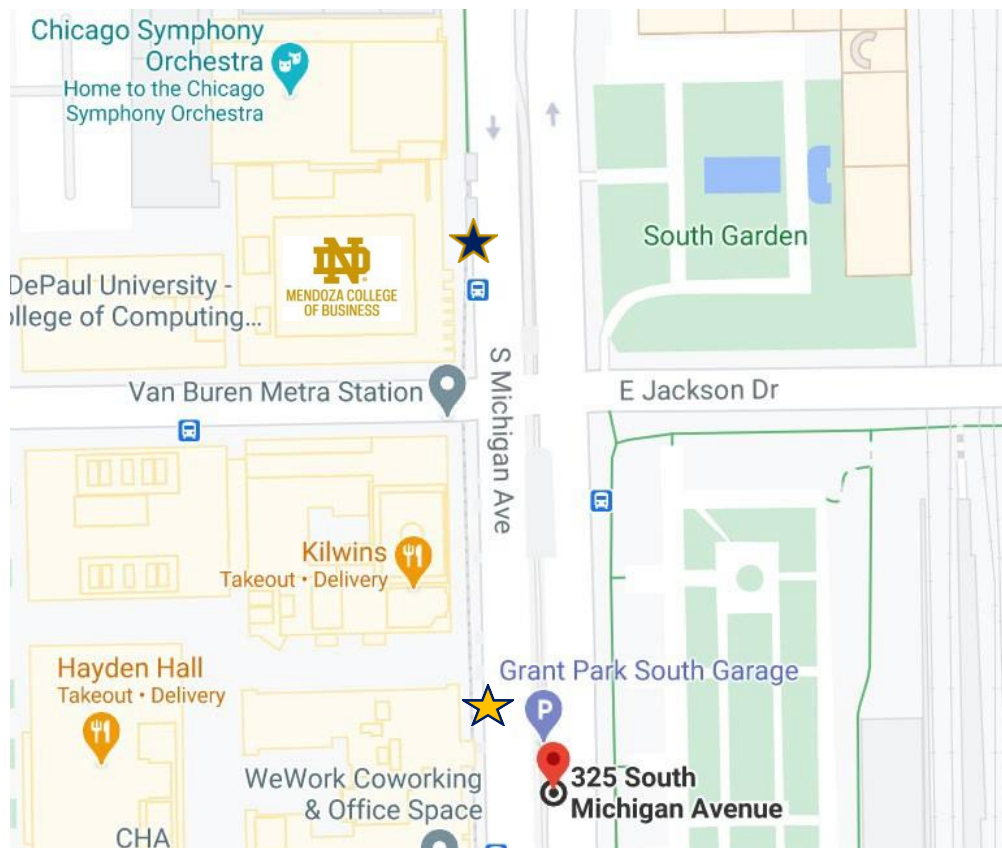 Chicago Symphony
Orchestra
Home to the Chicago
Symphony Orchestra
South Garden
ND
MENDOZA COLLEGE
OF BUSINESS
DePaul University -
ollege of Computing...
S Michigan Ave
Van Buren Metra Station
E Jackson Dr
Kilwins
Takeout • Delivery
Hayden Hall
Takeout • Delivery
Grant Park South Garage
P
WeWork Coworking
& Office Space
325 South
Michigan Avenue
CHA